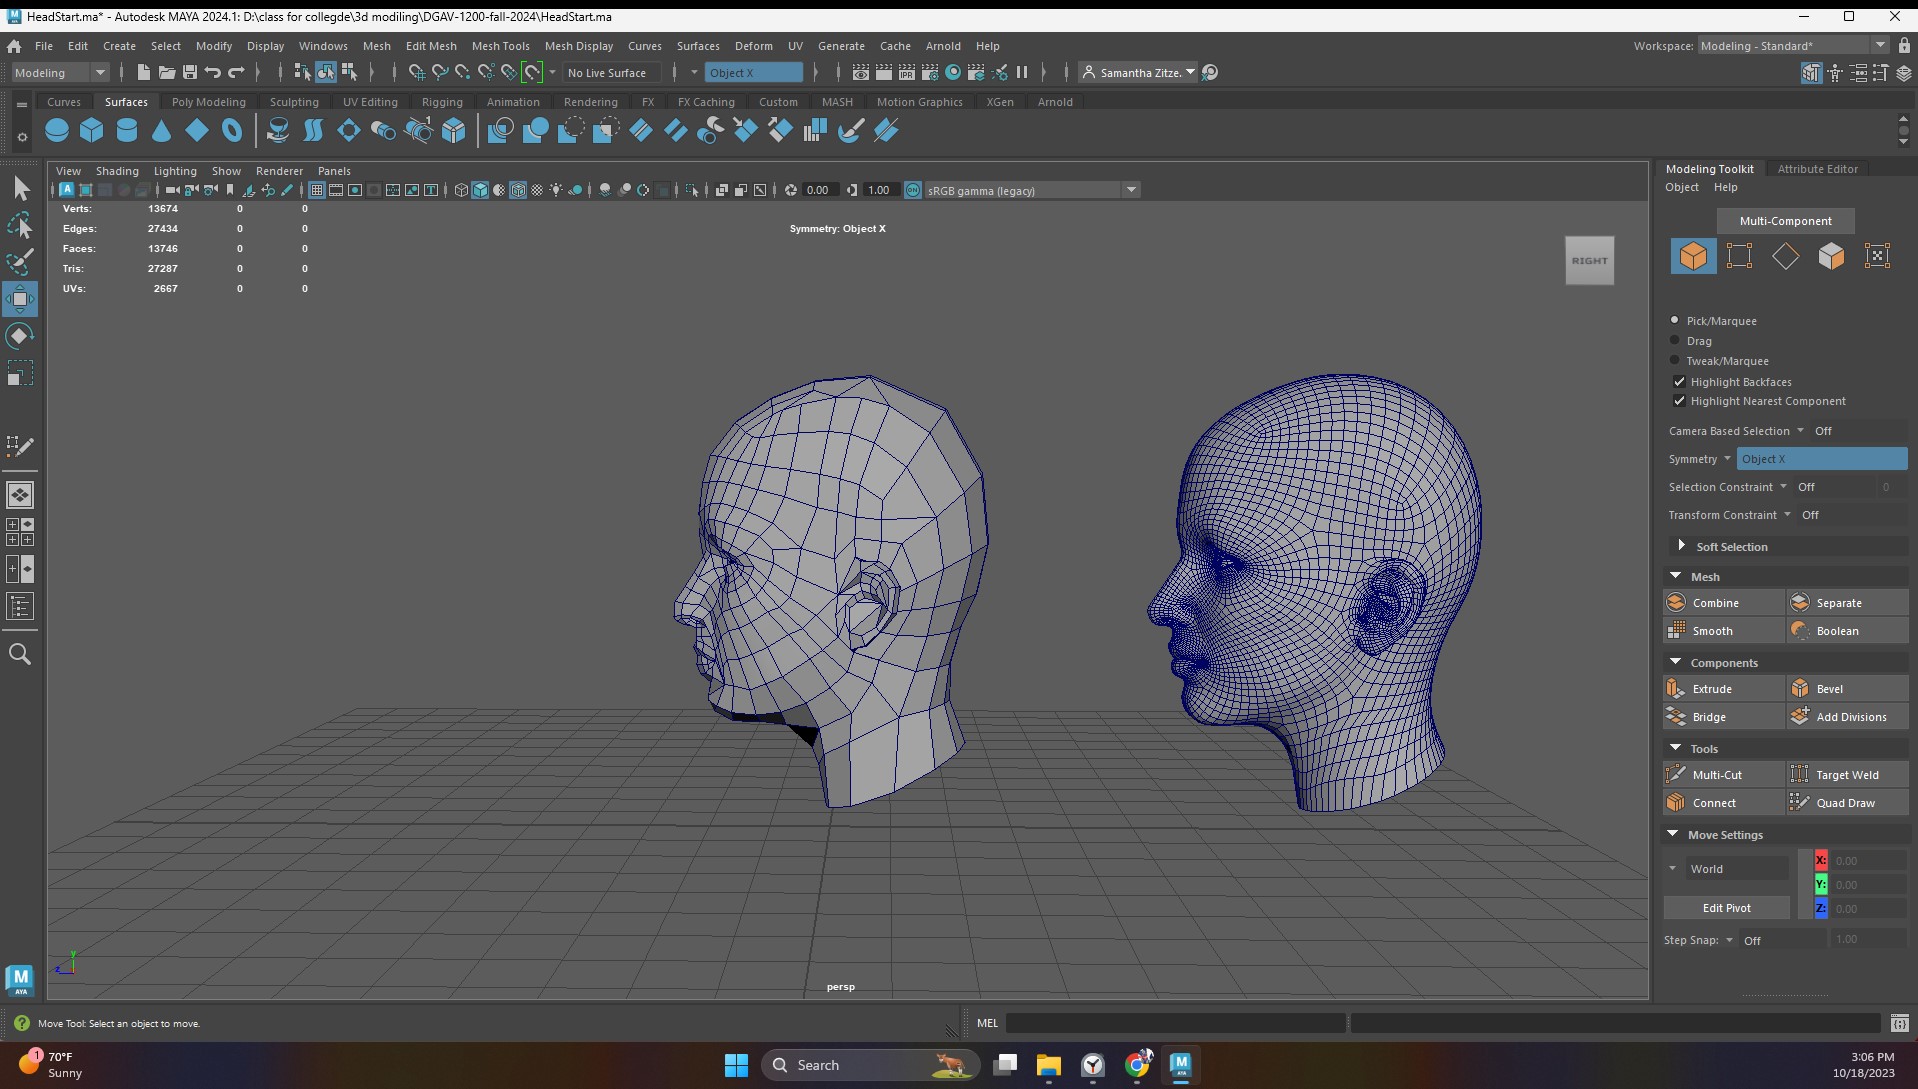 HeadStart.ma* - Autodesk MAYA 2024.1: D:\class for collegde\3d modiling\DGAV-1200-fall-2024\HeadStart.ma
File Edit Create Select Modify Display Windows Mesh Edit Mesh Mesh Tools Mesh Display Curves Surfaces Deform UV Generate Cache Arnold Help
Workspace: Modeling - Standard*
Modeling No Live Surface Object X IPR Samantha Zitze.
Curves Surfaces Poly Modeling Sculpting UV Editing Rigging Animation Rendering FX FX Caching Custom MASH Motion Graphics XGen Arnold
View Shading Lighting Show Renderer Panels
0.00 1.00 ON sRGB gamma (legacy)
Verts: 13674 0 0
Edges: 27434 0 0
Faces: 13746 0 0
Tris: 27287 0 0
UVs: 2667 0 0
Symmetry: Object X
RIGHT
y
z
persp
Modeling Toolkit Attribute Editor
Object Help
Multi-Component
Pick/Marquee
Drag
Tweak/Marquee
Highlight Backfaces
Highlight Nearest Component
Camera Based Selection Off
Symmetry Object X
Selection Constraint Off 0
Transform Constraint Off
Soft Selection
Mesh
Combine Separate
Smooth Boolean
Components
Extrude Bevel
Bridge Add Divisions
Tools
Multi-Cut Target Weld
Connect Quad Draw
Move Settings
World
X: 0.00
Y: 0.00
Z: 0.00
Edit Pivot
Step Snap: Off 1.00
M
AYA
Move Tool: Select an object to move.
MEL
1
70°F
Sunny
Search
M
AYA
3:06 PM
10/18/2023